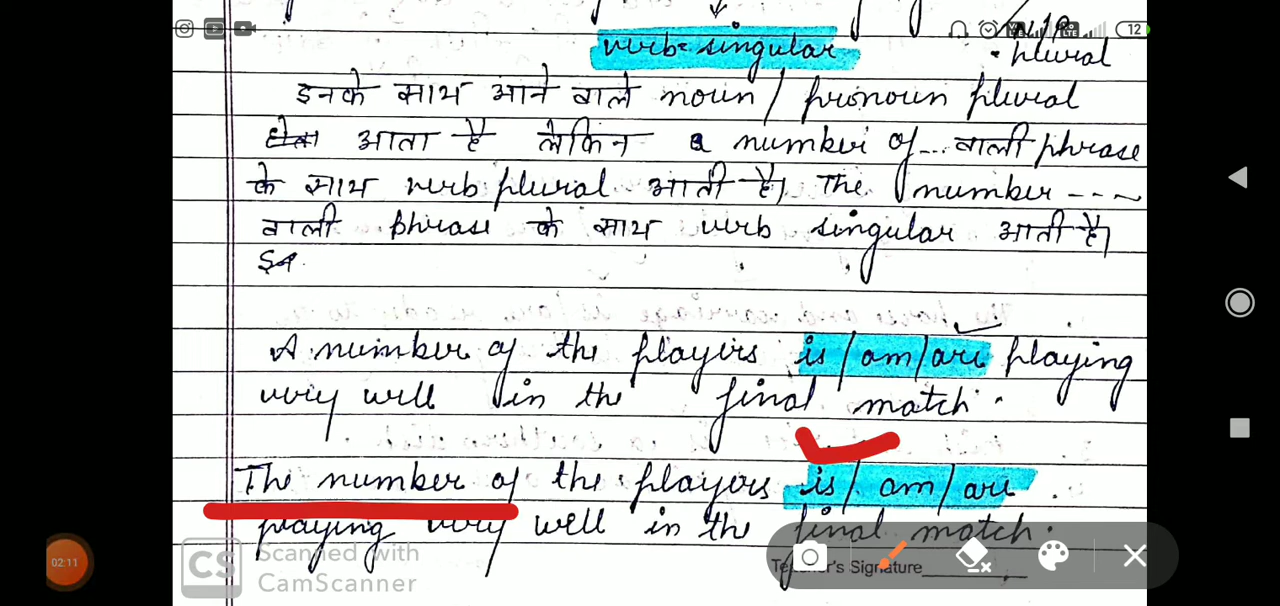 12
verb = singular
• plural
इनके साथ आने वाले noun / pronoun plural
आता है लेकिन a number of... वाली phrase
के साथ verb plural आती है। The number ---
वाली phrase के साथ verb singular आती है।
A number of the players is/am/are playing
very well in the final match.
The number of the players is/am/are
playing very well in the final match.
02:11
CS Scanned with
CamScanner
Teacher's Signature